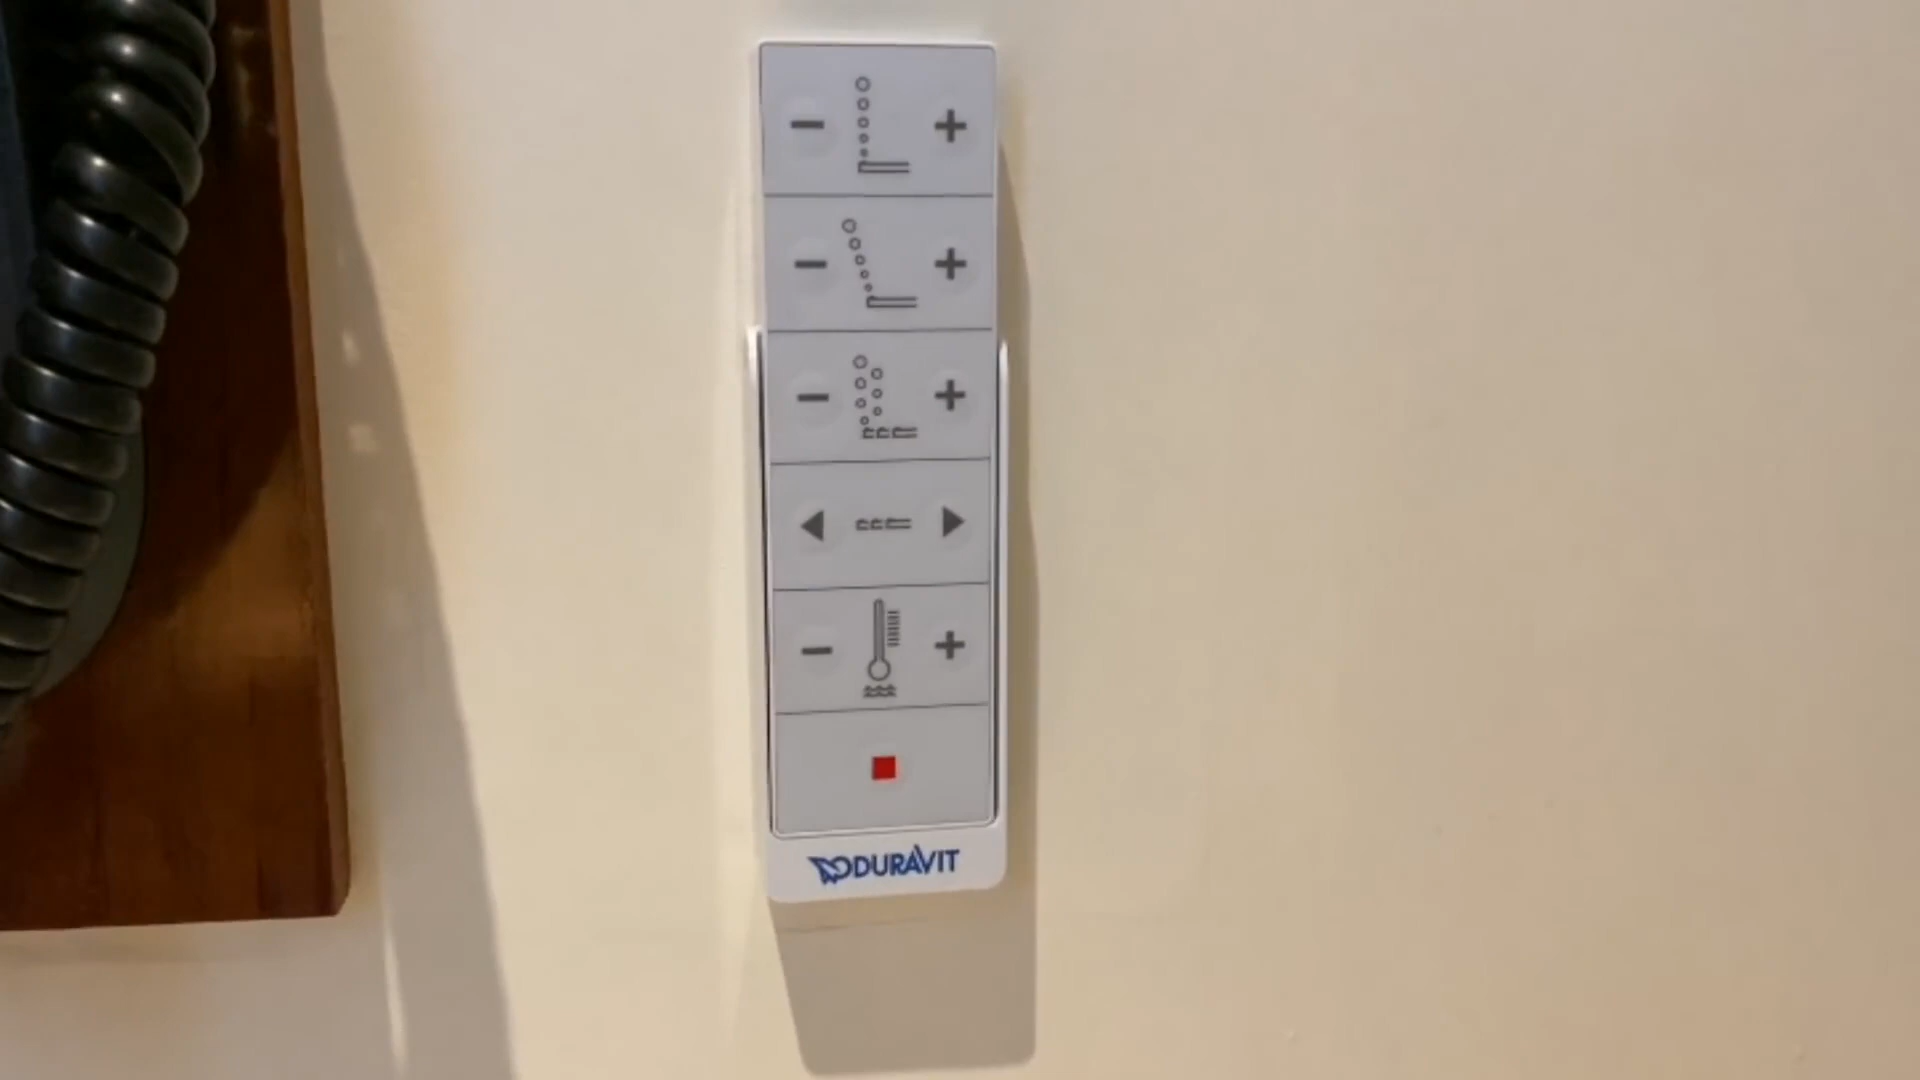 - +
- +
- +
- +
DURAVIT